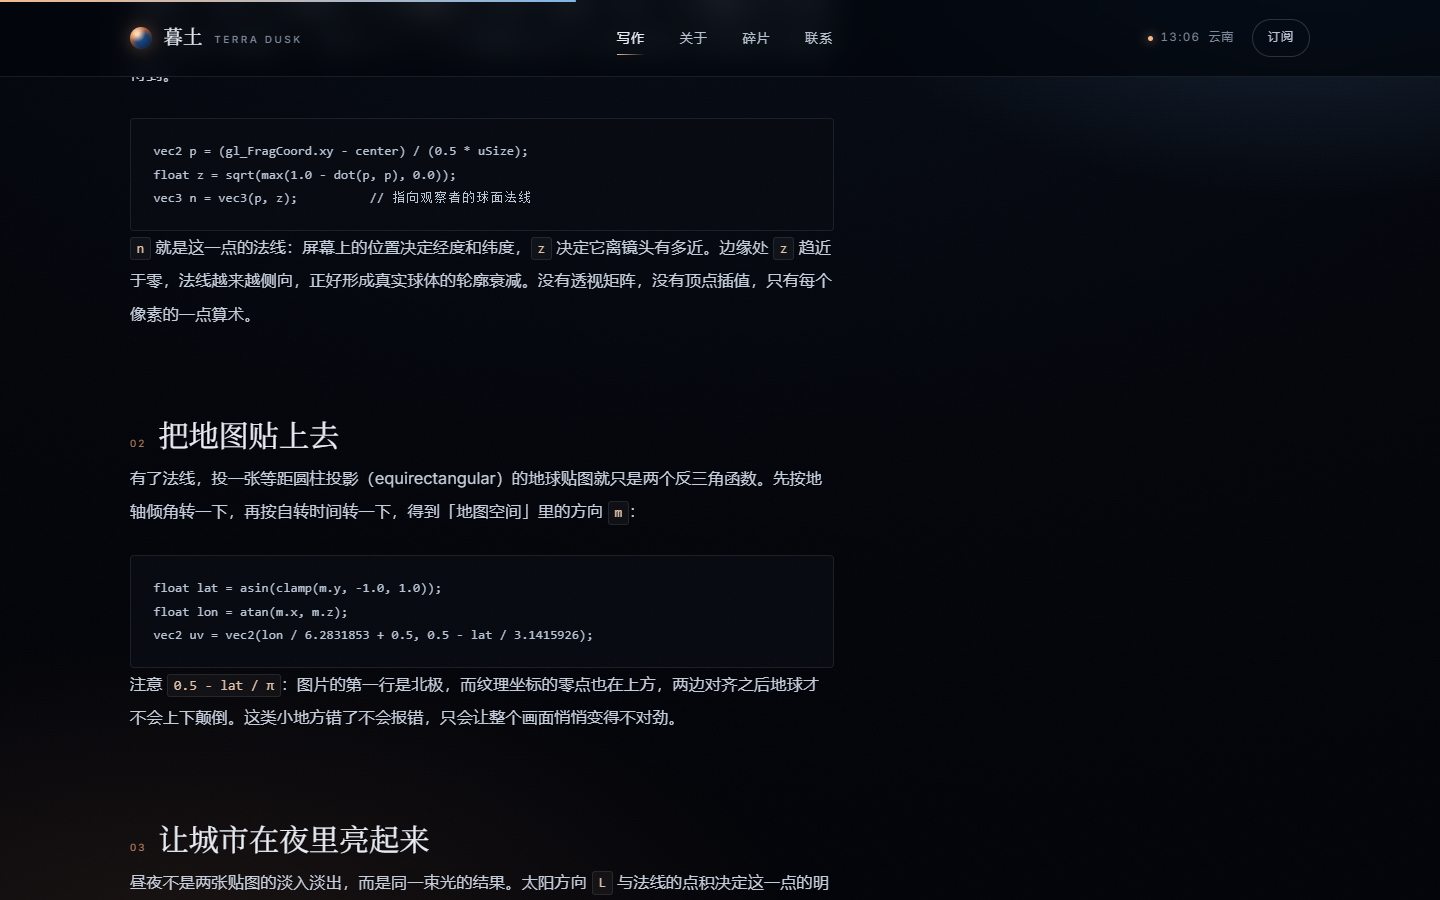 暮土 TERRA DUSK
写作 关于 碎片 联系
13:06 云南 订阅
得到。
vec2 p = (gl_FragCoord.xy - center) / (0.5 * uSize);
float z = sqrt(max(1.0 - dot(p, p), 0.0));
vec3 n = vec3(p, z);          // 指向观察者的球面法线
n 就是这一点的法线：屏幕上的位置决定经度和纬度，z 决定它离镜头有多近。边缘处 z 趋近
于零，法线越来越侧向，正好形成真实球体的轮廓衰减。没有透视矩阵，没有顶点插值，只有每个
像素的一点算术。
02 把地图贴上去
有了法线，投一张等距圆柱投影（equirectangular）的地球贴图就只是两个反三角函数。先按地
轴倾角转一下，再按自转时间转一下，得到「地图空间」里的方向 m：
float lat = asin(clamp(m.y, -1.0, 1.0));
float lon = atan(m.x, m.z);
vec2 uv = vec2(lon / 6.2831853 + 0.5, 0.5 - lat / 3.1415926);
注意 0.5 - lat / π：图片的第一行是北极，而纹理坐标的零点也在上方，两边对齐之后地球才
不会上下颠倒。这类小地方错了不会报错，只会让整个画面悄悄变得不对劲。
03 让城市在夜里亮起来
昼夜不是两张贴图的淡入淡出，而是同一束光的结果。太阳方向 L 与法线的点积决定这一点的明